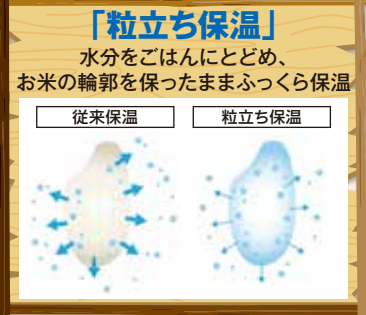 「粒立ち保温」
水分をごはんにとどめ、
お米の輪郭を保ったままふっくら保温
従来保温
粒立ち保温